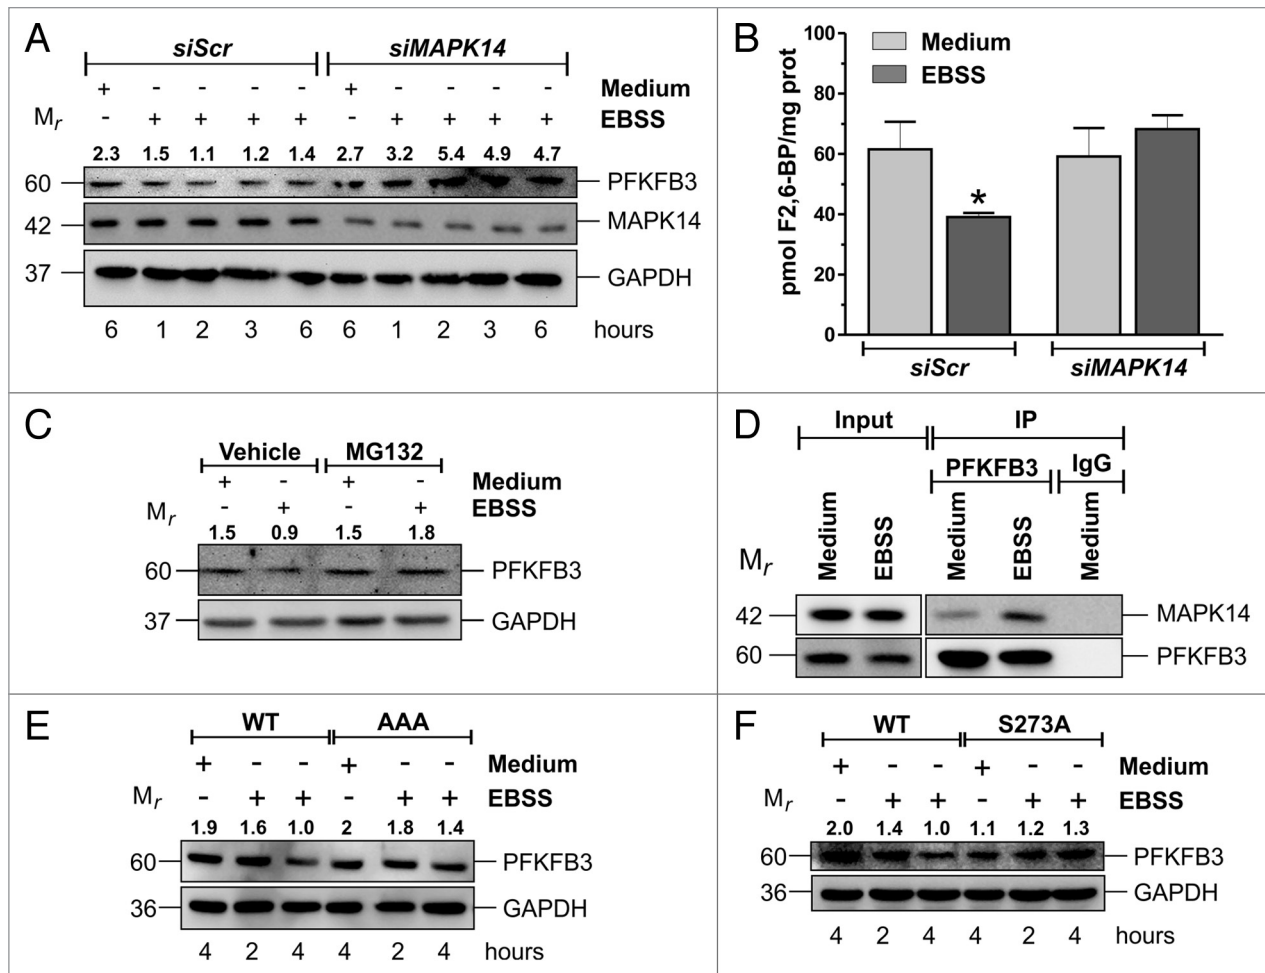 A
siScr siMAPK14
+ - - - - + - - - - Medium
Mr - + + + + - + + + + EBSS
2.3 1.5 1.1 1.2 1.4 2.7 3.2 5.4 4.9 4.7
60 PFKFB3
42 MAPK14
37 GAPDH
6 1 2 3 6 6 1 2 3 6 hours
B
Medium
EBSS
pmol F2,6-BP/mg prot
100
80
60
40
20
0
*
siScr siMAPK14
C
Vehicle MG132
+ - + - Medium
Mr - + - + EBSS
1.5 0.9 1.5 1.8
60 PFKFB3
37 GAPDH
D
Input IP
PFKFB3 IgG
Mr Medium EBSS Medium EBSS Medium
42 MAPK14
60 PFKFB3
E
WT AAA
+ - - + - - Medium
Mr - + + - + + EBSS
1.9 1.6 1.0 2 1.8 1.4
60 PFKFB3
36 GAPDH
4 2 4 4 2 4 hours
F
WT S273A
+ - - + - - Medium
Mr - + + - + + EBSS
2.0 1.4 1.0 1.1 1.2 1.3
60 PFKFB3
36 GAPDH
4 2 4 4 2 4 hours